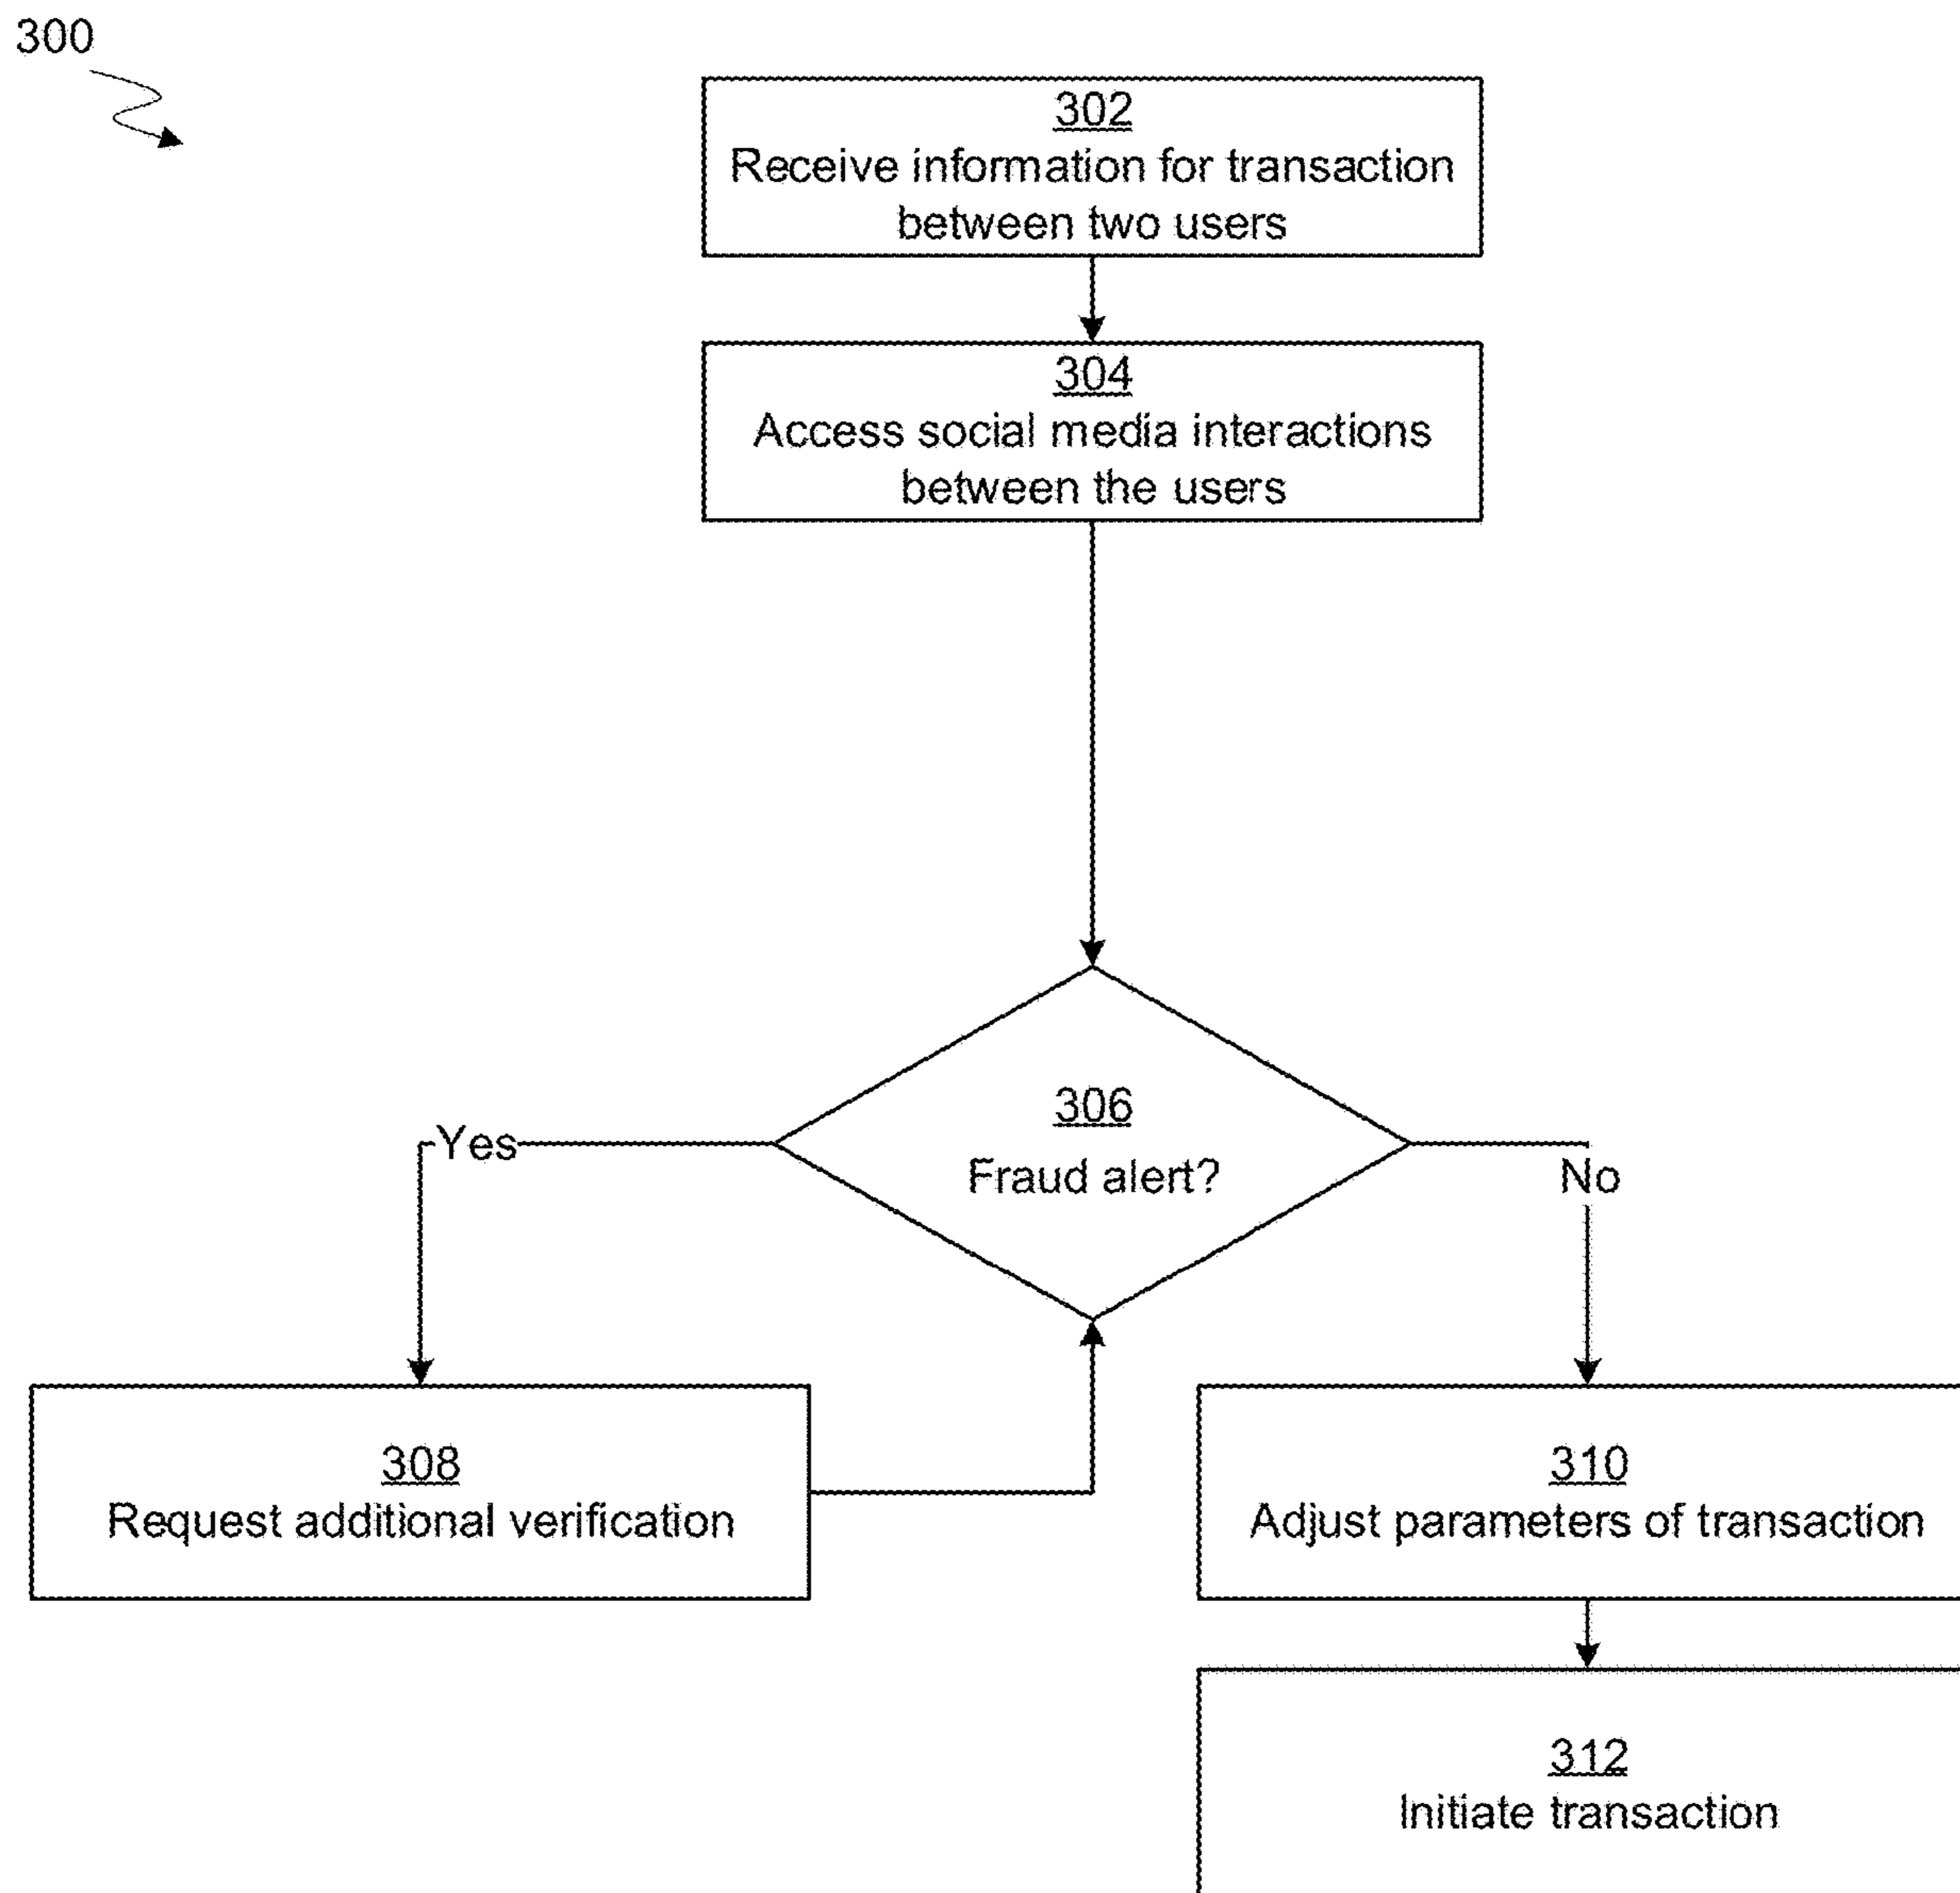 300
302
Receive information for transaction
between two users
304
Access social media interactions
between the users
306
Fraud alert?
Yes
No
308
Request additional verification
310
Adjust parameters of transaction
312
Initiate transaction